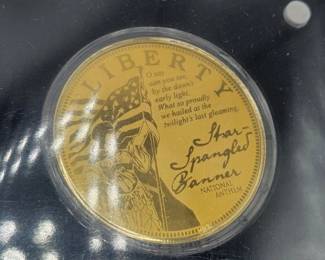 LIBERTY
O say
can you see,
by the dawn's
early light,
What so proudly
we hailed at the
twilight's last gleaming,
Star-
Spangled
Banner
NATIONAL
ANTHEM